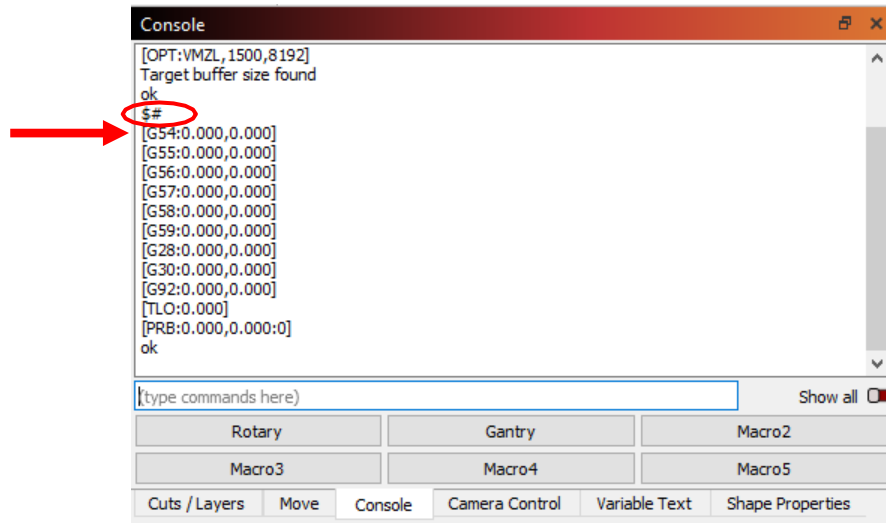 Console
[OPT:VMZL,1500,8192]
Target buffer size found
ok
$#
[G54:0.000,0.000]
[G55:0.000,0.000]
[G56:0.000,0.000]
[G57:0.000,0.000]
[G58:0.000,0.000]
[G59:0.000,0.000]
[G28:0.000,0.000]
[G30:0.000,0.000]
[G92:0.000,0.000]
[TLO:0.000]
[PRB:0.000,0.000:0]
ok
(type commands here) Show all
Rotary Gantry Macro2
Macro3 Macro4 Macro5
Cuts / Layers Move Console Camera Control Variable Text Shape Properties